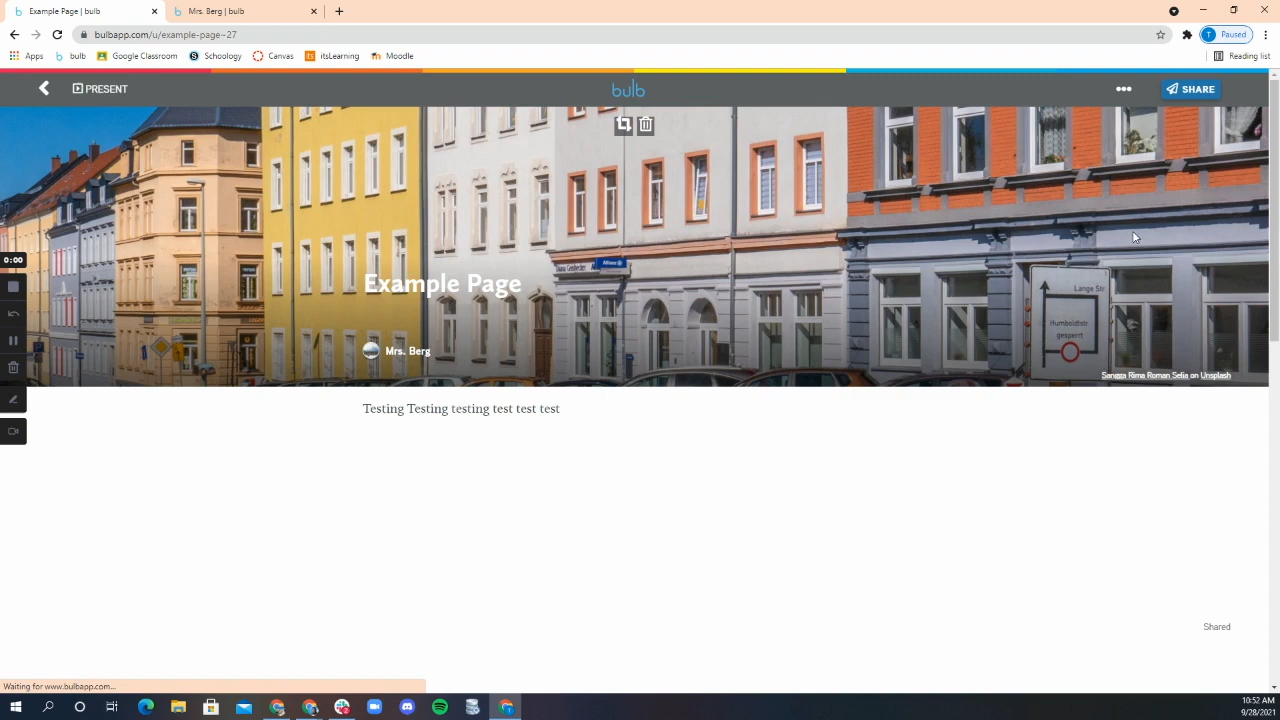 Example Page | bulb
Mrs. Berg | bulb
bulbapp.com/u/example-page~27
T Paused
Apps bulb Google Classroom Schoology Canvas itsLearning Moodle Reading list
PRESENT
bulb
SHARE
Allianz
Lange Str
Humboldtstr
gesperrt
0:00
Example Page
Mrs. Berg
Sangga Rima Roman Selia on Unsplash
Testing Testing testing test test test
Shared
Waiting for www.bulbapp.com...
10:52 AM
9/28/2021